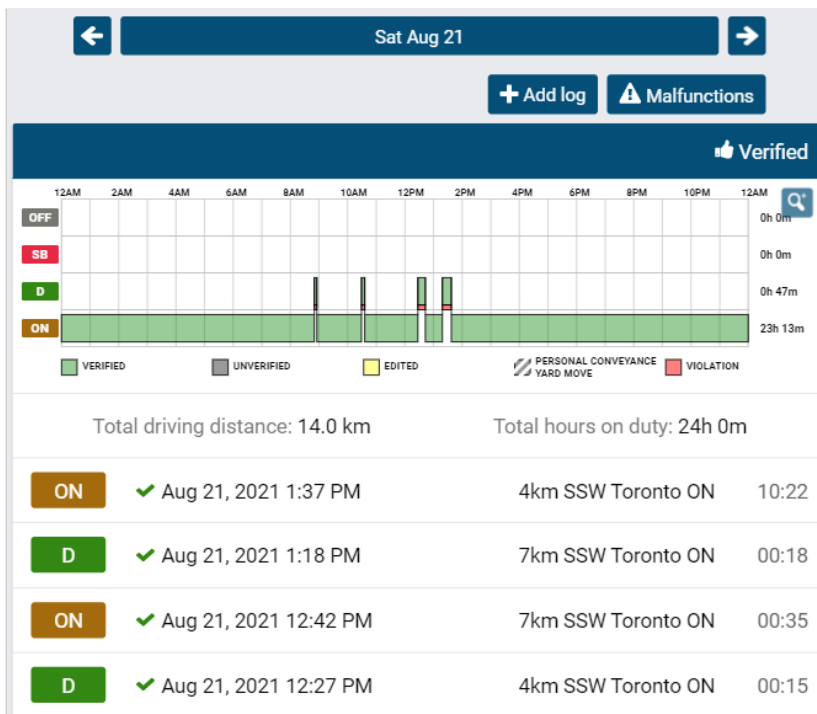 Sat Aug 21
Add log Malfunctions
Verified
12AM 2AM 4AM 6AM 8AM 10AM 12PM 2PM 4PM 6PM 8PM 10PM 12AM
OFF 0h 0m
SB 0h 0m
D 0h 47m
ON 23h 13m
VERIFIED UNVERIFIED EDITED PERSONAL CONVEYANCE YARD MOVE VIOLATION
Total driving distance: 14.0 km Total hours on duty: 24h 0m
ON Aug 21, 2021 1:37 PM 4km SSW Toronto ON 10:22
D Aug 21, 2021 1:18 PM 7km SSW Toronto ON 00:18
ON Aug 21, 2021 12:42 PM 7km SSW Toronto ON 00:35
D Aug 21, 2021 12:27 PM 4km SSW Toronto ON 00:15